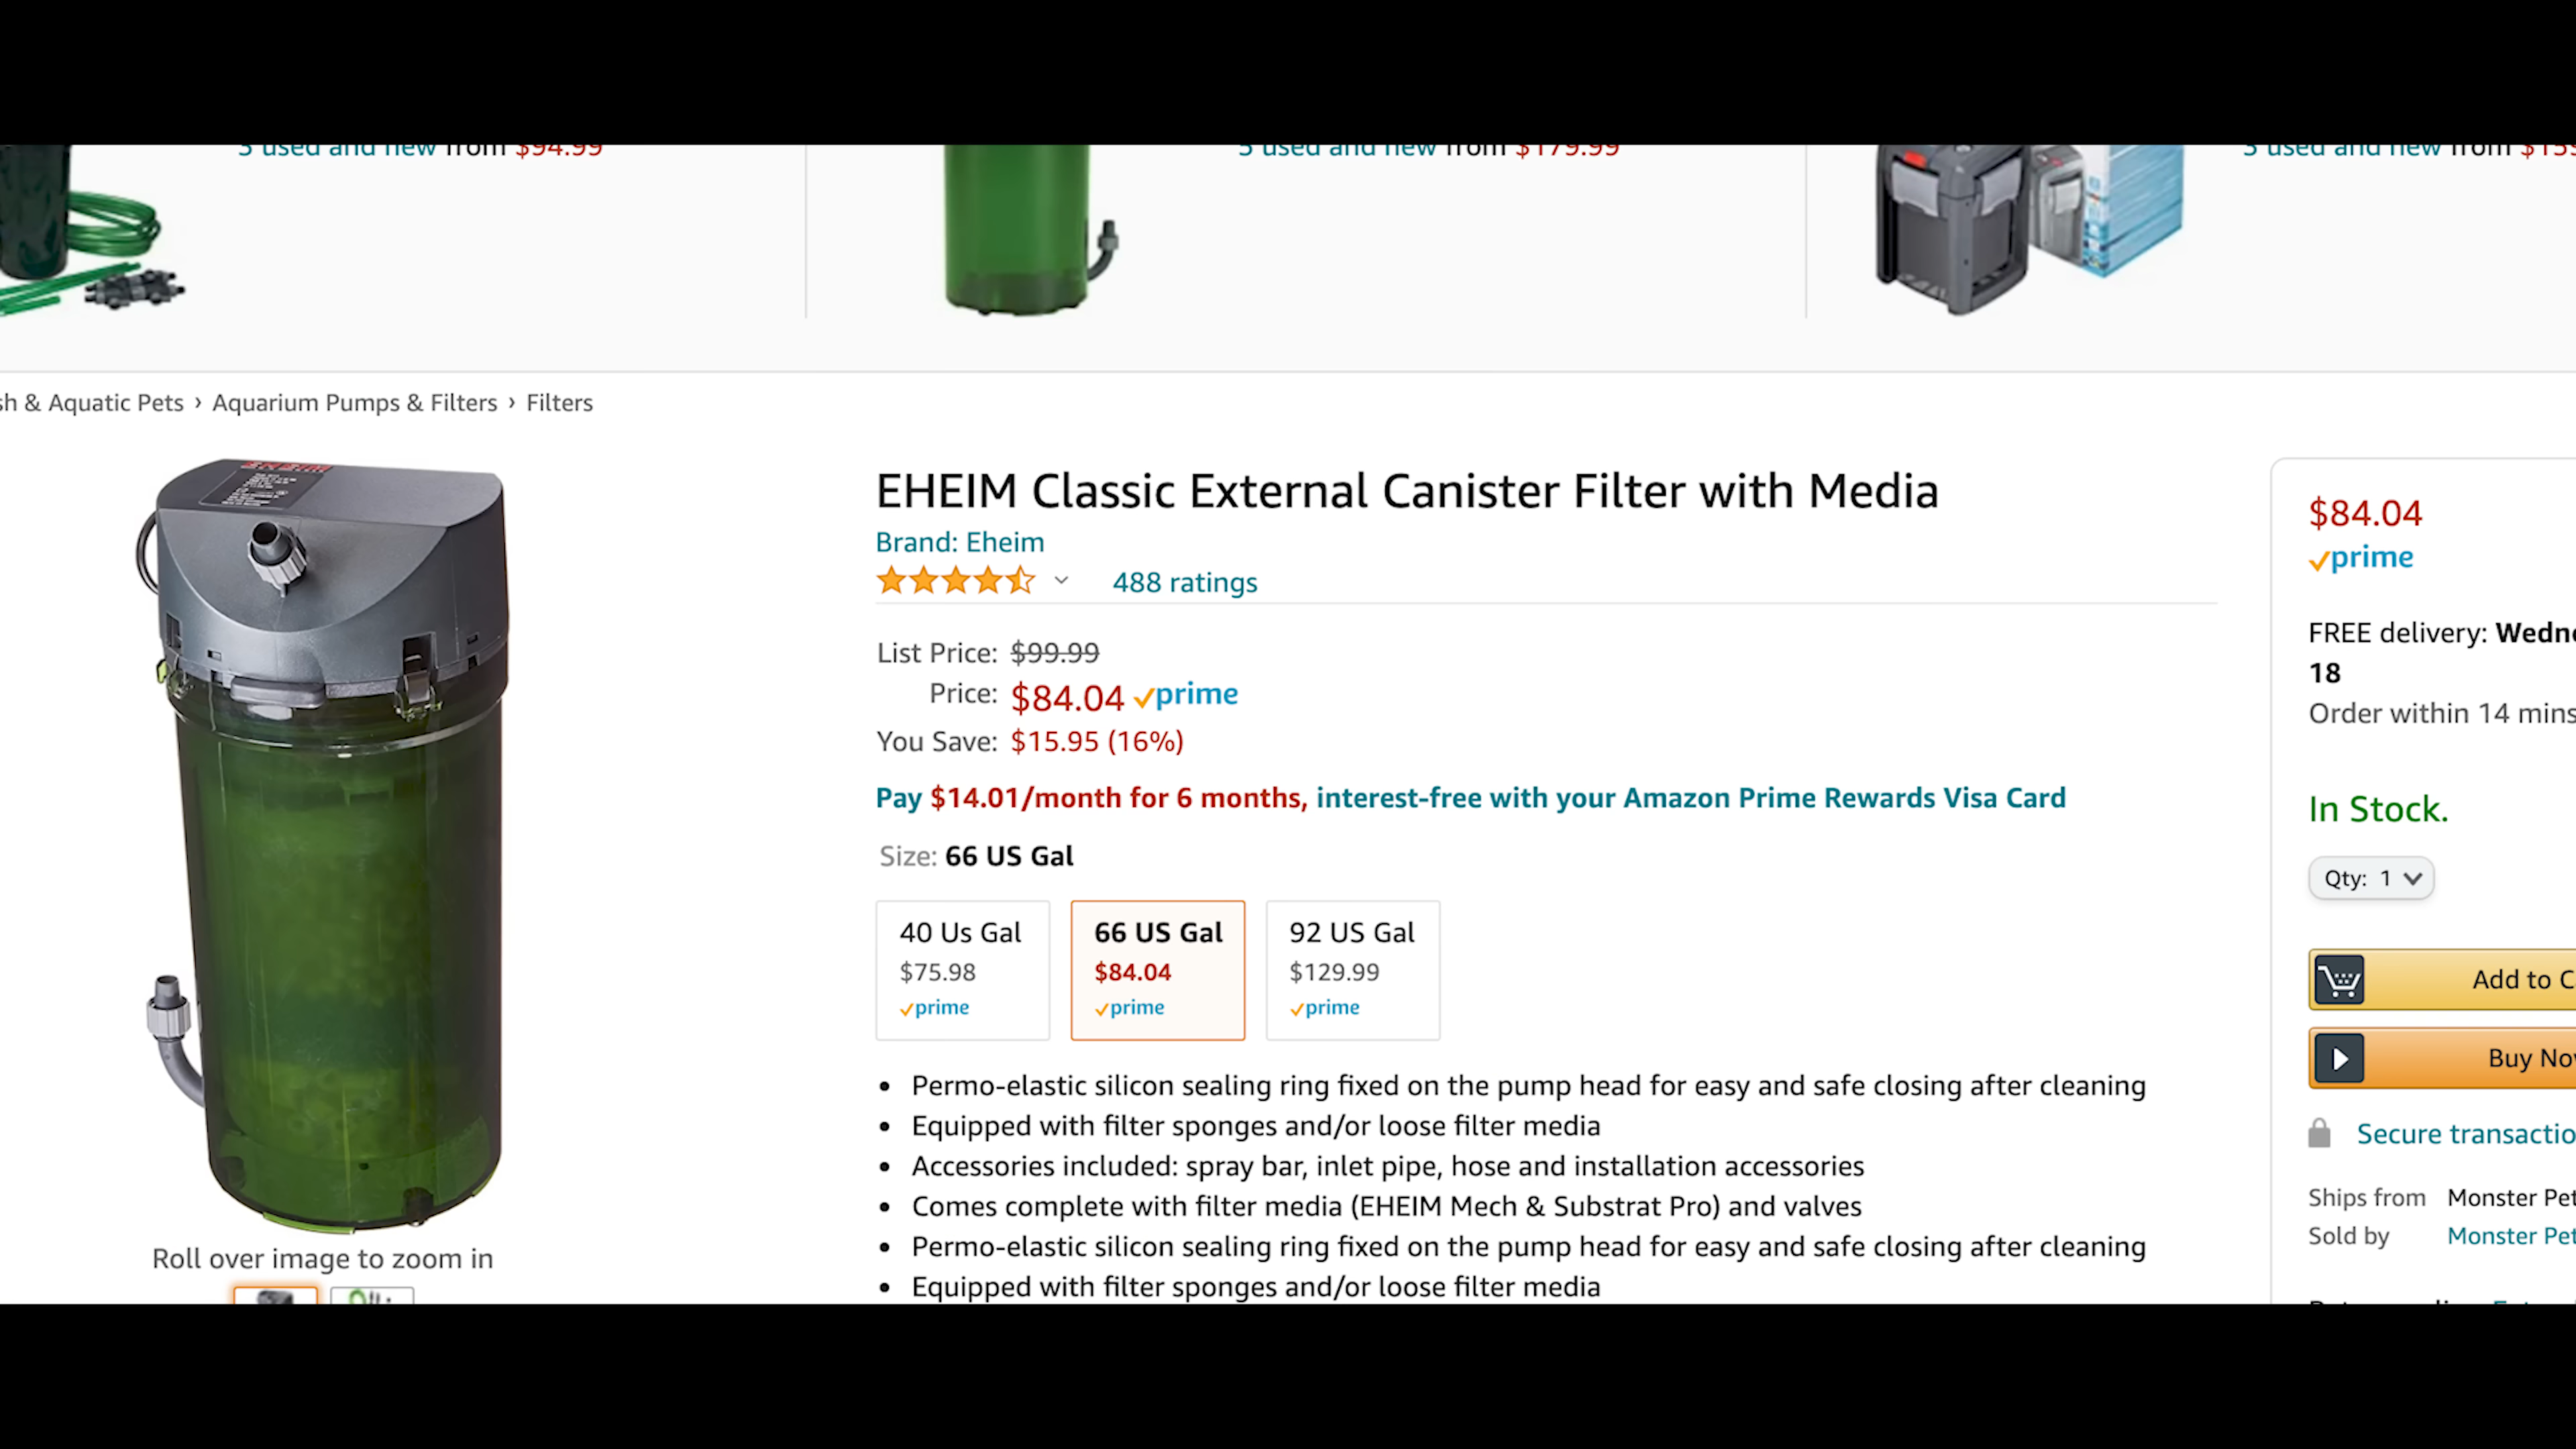 3 used and new from $94.99
5 used and new from $179.99
3 used and new from
& Aquatic Pets › Aquarium Pumps & Filters › Filters
EHEIM
EHEIM Classic External Canister Filter with Media
Brand: Eheim
488 ratings
List Price: $99.99
Price: $84.04 prime
You Save: $15.95 (16%)
Pay $14.01/month for 6 months, interest-free with your Amazon Prime Rewards Visa Card
Size: 66 US Gal
40 Us Gal
$75.98
prime
66 US Gal
$84.04
prime
92 US Gal
$129.99
prime
• Permo-elastic silicon sealing ring fixed on the pump head for easy and safe closing after cleaning
• Equipped with filter sponges and/or loose filter media
• Accessories included: spray bar, inlet pipe, hose and installation accessories
• Comes complete with filter media (EHEIM Mech & Substrat Pro) and valves
• Permo-elastic silicon sealing ring fixed on the pump head for easy and safe closing after cleaning
• Equipped with filter sponges and/or loose filter media
Roll over image to zoom in
$84.04
prime
FREE delivery:
18
Order within 14 mins
In Stock.
Qty: 1
Add to
Buy
Secure
Ships from Monster
Sold by Monster